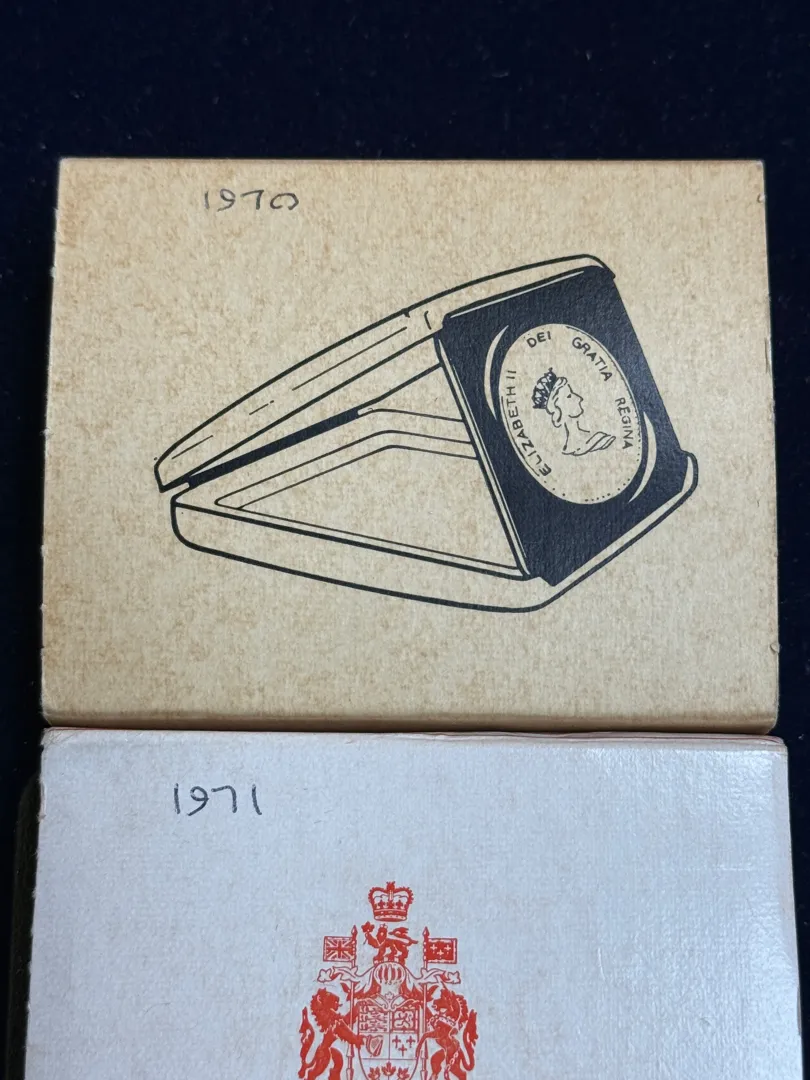 1970
ELIZABETH II DEI GRATIA REGINA
1971